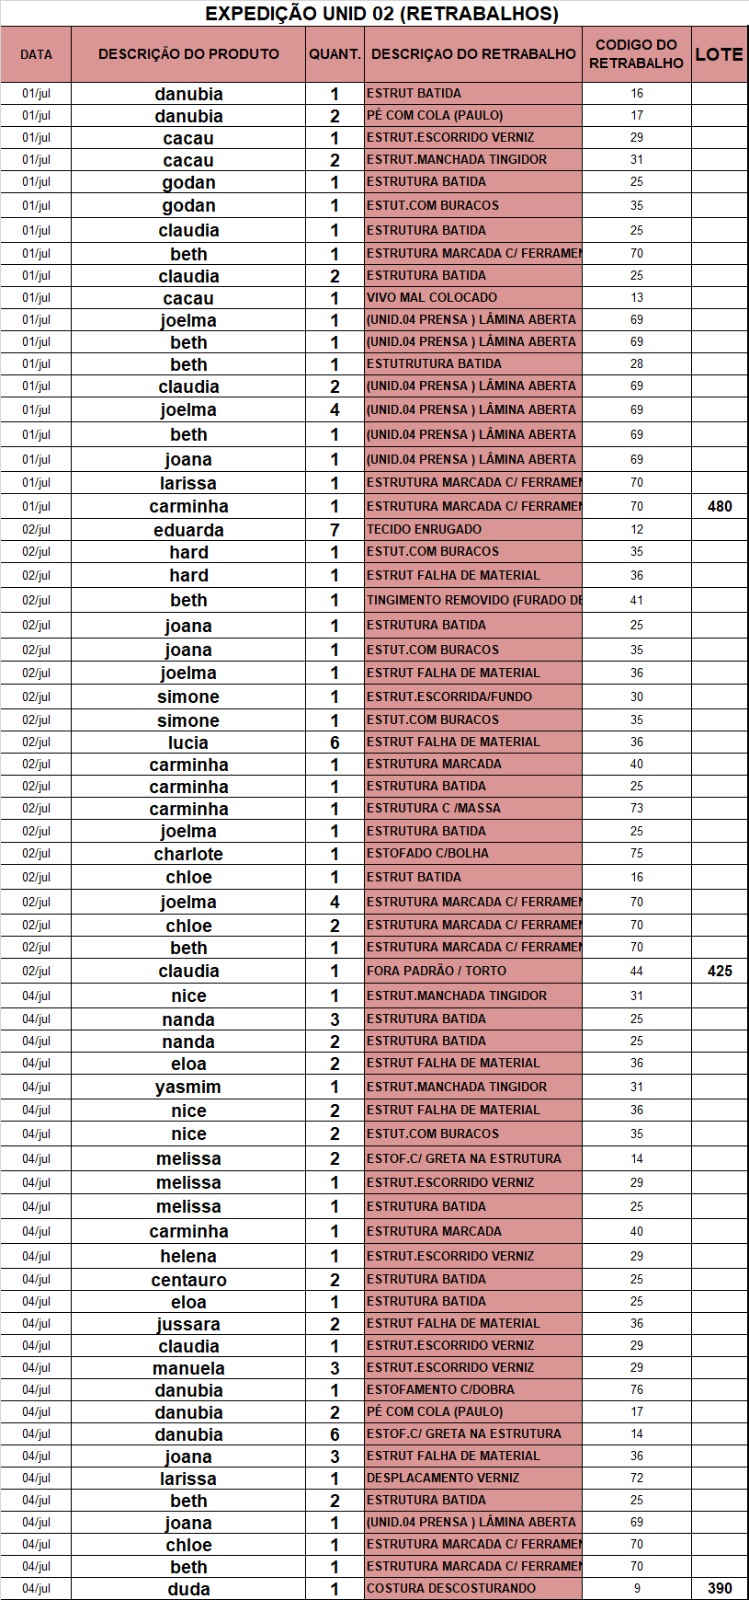 EXPEDIÇÃO UNID 02 (RETRABALHOS)
DATA DESCRIÇÃO DO PRODUTO QUANT. DESCRIÇAO DO RETRABALHO CODIGO DO RETRABALHO LOTE
01/jul danubia 1 ESTRUT BATIDA 16
01/jul danubia 2 PÉ COM COLA (PAULO) 17
01/jul cacau 1 ESTRUT.ESCORRIDO VERNIZ 29
01/jul cacau 2 ESTRUT.MANCHADA TINGIDOR 31
01/jul godan 1 ESTRUTURA BATIDA 25
01/jul godan 1 ESTUT.COM BURACOS 35
01/jul claudia 1 ESTRUTURA BATIDA 25
01/jul beth 1 ESTRUTURA MARCADA C/ FERRAMEN 70
01/jul claudia 2 ESTRUTURA BATIDA 25
01/jul cacau 1 VIVO MAL COLOCADO 13
01/jul joelma 1 (UNID.04 PRENSA ) LÂMINA ABERTA 69
01/jul beth 1 (UNID.04 PRENSA ) LÂMINA ABERTA 69
01/jul beth 1 ESTUTRUTURA BATIDA 28
01/jul claudia 2 (UNID.04 PRENSA ) LÂMINA ABERTA 69
01/jul joelma 4 (UNID.04 PRENSA ) LÂMINA ABERTA 69
01/jul beth 1 (UNID.04 PRENSA ) LÂMINA ABERTA 69
01/jul joana 1 (UNID.04 PRENSA ) LÂMINA ABERTA 69
01/jul larissa 1 ESTRUTURA MARCADA C/ FERRAMEN 70
01/jul carminha 1 ESTRUTURA MARCADA C/ FERRAMEN 70 480
02/jul eduarda 7 TECIDO ENRUGADO 12
02/jul hard 1 ESTUT.COM BURACOS 35
02/jul hard 1 ESTRUT FALHA DE MATERIAL 36
02/jul beth 1 TINGIMENTO REMOVIDO (FURADO DE 41
02/jul joana 1 ESTRUTURA BATIDA 25
02/jul joana 1 ESTUT.COM BURACOS 35
02/jul joelma 1 ESTRUT FALHA DE MATERIAL 36
02/jul simone 1 ESTRUT.ESCORRIDA/FUNDO 30
02/jul simone 1 ESTUT.COM BURACOS 35
02/jul lucia 6 ESTRUT FALHA DE MATERIAL 36
02/jul carminha 1 ESTRUTURA MARCADA 40
02/jul carminha 1 ESTRUTURA BATIDA 25
02/jul carminha 1 ESTRUTURA C /MASSA 73
02/jul joelma 1 ESTRUTURA BATIDA 25
02/jul charlote 1 ESTOFADO C/BOLHA 75
02/jul chloe 1 ESTRUT BATIDA 16
02/jul joelma 4 ESTRUTURA MARCADA C/ FERRAMEN 70
02/jul chloe 2 ESTRUTURA MARCADA C/ FERRAMEN 70
02/jul beth 1 ESTRUTURA MARCADA C/ FERRAMEN 70
02/jul claudia 1 FORA PADRÃO / TORTO 44 425
04/jul nice 1 ESTRUT.MANCHADA TINGIDOR 31
04/jul nanda 3 ESTRUTURA BATIDA 25
04/jul nanda 2 ESTRUTURA BATIDA 25
04/jul eloa 2 ESTRUT FALHA DE MATERIAL 36
04/jul yasmim 1 ESTRUT.MANCHADA TINGIDOR 31
04/jul nice 2 ESTRUT FALHA DE MATERIAL 36
04/jul nice 2 ESTUT.COM BURACOS 35
04/jul melissa 2 ESTOF.C/ GRETA NA ESTRUTURA 14
04/jul melissa 1 ESTRUT.ESCORRIDO VERNIZ 29
04/jul melissa 1 ESTRUTURA BATIDA 25
04/jul carminha 1 ESTRUTURA MARCADA 40
04/jul helena 1 ESTRUT.ESCORRIDO VERNIZ 29
04/jul centauro 2 ESTRUTURA BATIDA 25
04/jul eloa 1 ESTRUTURA BATIDA 25
04/jul jussara 2 ESTRUT FALHA DE MATERIAL 36
04/jul claudia 1 ESTRUT.ESCORRIDO VERNIZ 29
04/jul manuela 3 ESTRUT.ESCORRIDO VERNIZ 29
04/jul danubia 1 ESTOFAMENTO C/DOBRA 76
04/jul danubia 2 PÉ COM COLA (PAULO) 17
04/jul danubia 6 ESTOF.C/ GRETA NA ESTRUTURA 14
04/jul joana 3 ESTRUT FALHA DE MATERIAL 36
04/jul larissa 1 DESPLACAMENTO VERNIZ 72
04/jul beth 2 ESTRUTURA BATIDA 25
04/jul joana 1 (UNID.04 PRENSA ) LÂMINA ABERTA 69
04/jul chloe 1 ESTRUTURA MARCADA C/ FERRAMEN 70
04/jul beth 1 ESTRUTURA MARCADA C/ FERRAMEN 70
04/jul duda 1 COSTURA DESCOSTURANDO 9 390